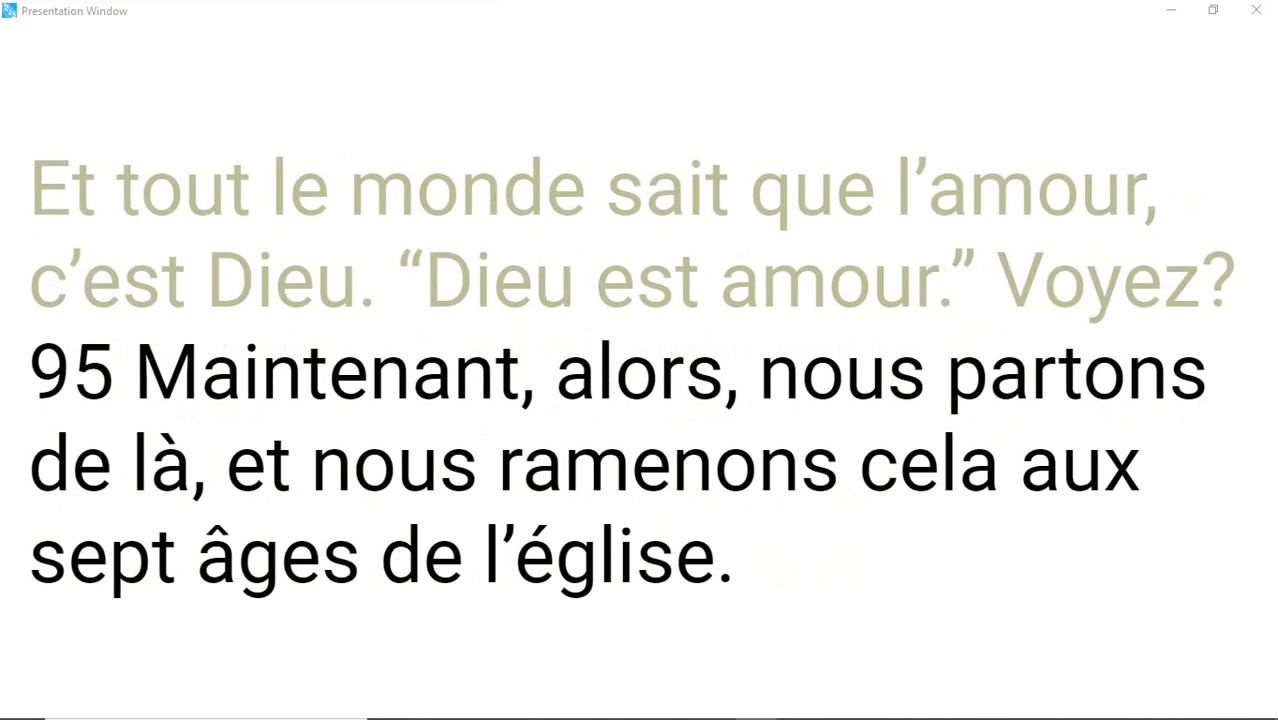 Presentation Window
Et tout le monde sait que l’amour,
c’est Dieu. “Dieu est amour.” Voyez?
95 Maintenant, alors, nous partons
de là, et nous ramenons cela aux
sept âges de l’église.